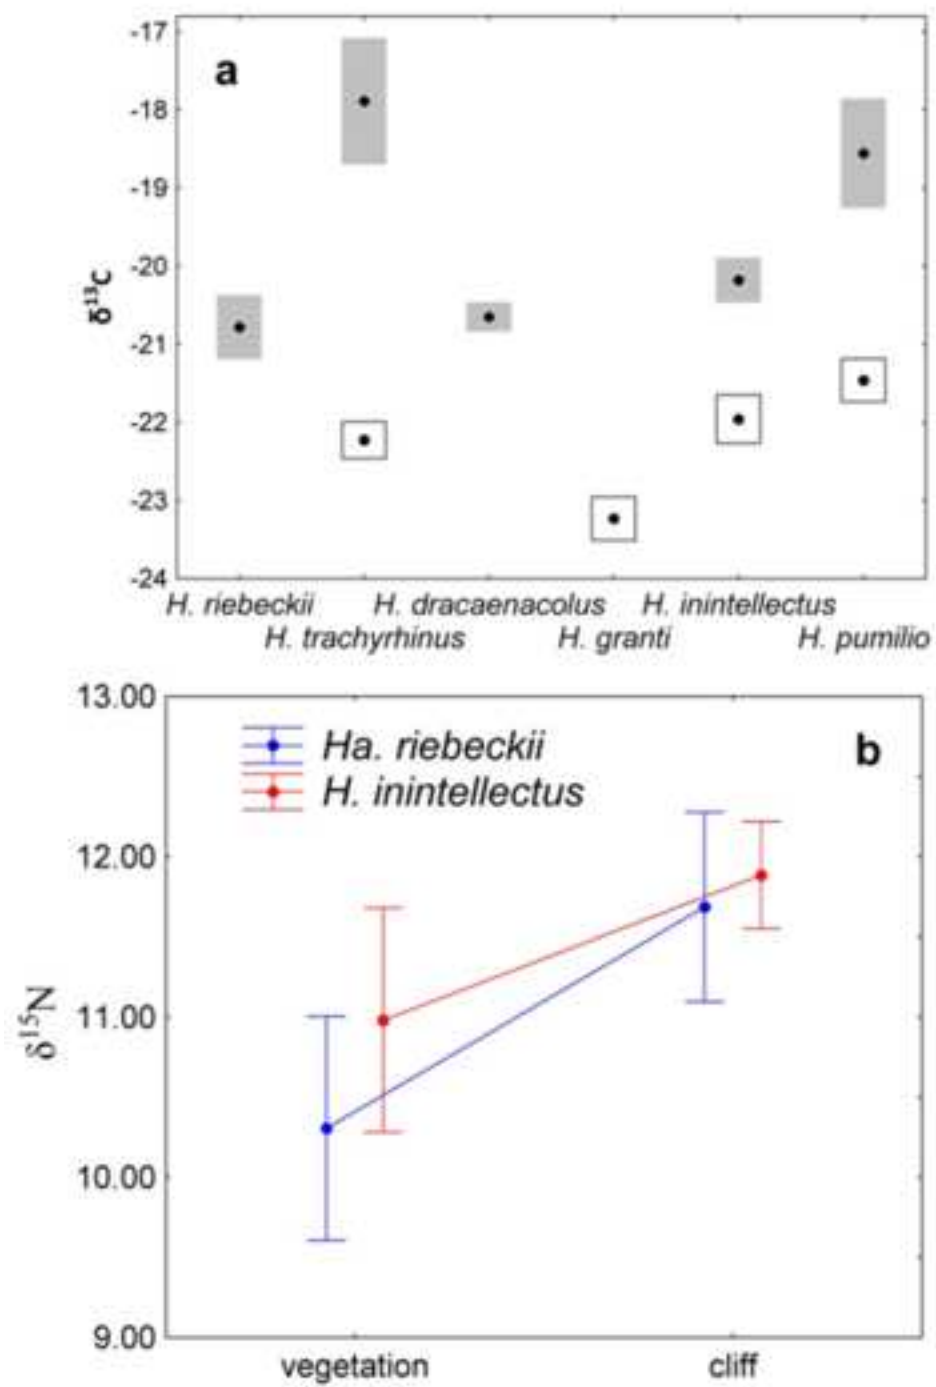 a
-17
-18
-19
-20
-21
-22
-23
-24
δ¹³C
H. riebeckii H. dracaenacolus H. inintellectus
H. trachyrhinus H. granti H. pumilio
13.00
12.00
11.00
10.00
9.00
δ¹⁵N
Ha. riebeckii
H. inintellectus
b
vegetation cliff